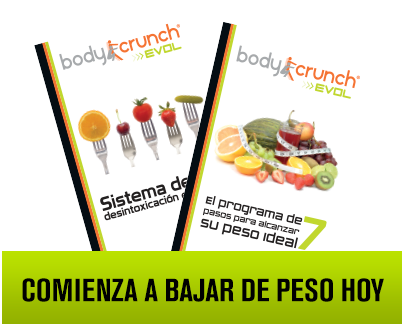 bodycrunch®
EVOL
Sistema de
desintoxicación
bodycrunch®
EVOL
El programa de
pasos para alcanzar
su peso ideal
7
COMIENZA A BAJAR DE PESO HOY